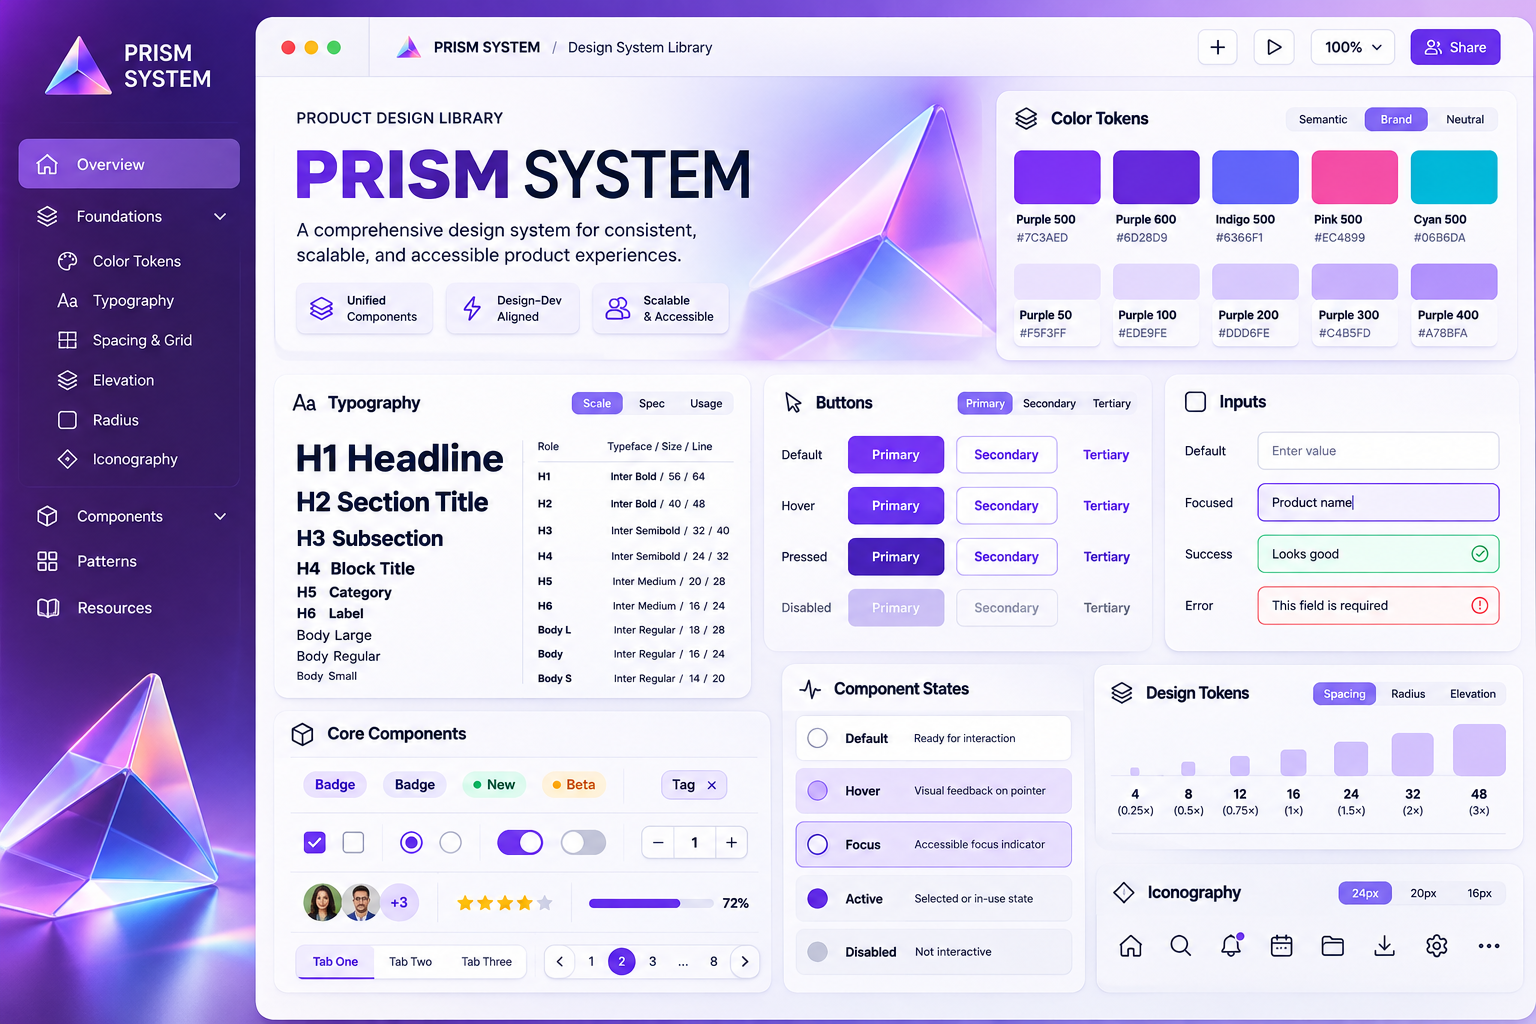 PRISM
SYSTEM
Overview
Foundations
Color Tokens
Aa Typography
Spacing & Grid
Elevation
Radius
Iconography
Components
Patterns
Resources
PRISM SYSTEM / Design System Library
100%
Share
PRODUCT DESIGN LIBRARY
PRISM SYSTEM
A comprehensive design system for consistent,
scalable, and accessible product experiences.
Unified
Components
Design-Dev
Aligned
Scalable
& Accessible
Color Tokens
Semantic Brand Neutral
Purple 500 Purple 600 Indigo 500 Pink 500 Cyan 500
#7C3AED #6D28D9 #6366F1 #EC4899 #06B6DA
Purple 50 Purple 100 Purple 200 Purple 300 Purple 400
#F5F3FF #EDE9FE #DDD6FE #C4B5FD #A78BFA
Aa Typography
Scale Spec Usage
H1 Headline
H2 Section Title
H3 Subsection
H4 Block Title
H5 Category
H6 Label
Body Large
Body Regular
Body Small
Role Typeface / Size / Line
H1 Inter Bold / 56 / 64
H2 Inter Bold / 40 / 48
H3 Inter Semibold / 32 / 40
H4 Inter Semibold / 24 / 32
H5 Inter Medium / 20 / 28
H6 Inter Medium / 16 / 24
Body L Inter Regular / 18 / 28
Body Inter Regular / 16 / 24
Body S Inter Regular / 14 / 20
Buttons
Primary Secondary Tertiary
Default Primary Secondary Tertiary
Hover Primary Secondary Tertiary
Pressed Primary Secondary Tertiary
Disabled Primary Secondary Tertiary
Inputs
Default Enter value
Focused Product name
Success Looks good
Error This field is required
Core Components
Badge Badge New Beta Tag ×
− 1 +
+3 72%
Tab One Tab Two Tab Three
< 1 2 3 ... 8 >
Component States
Default Ready for interaction
Hover Visual feedback on pointer
Focus Accessible focus indicator
Active Selected or in-use state
Disabled Not interactive
Design Tokens
Spacing Radius Elevation
4 8 12 16 24 32 48
(0.25×) (0.5×) (0.75×) (1×) (1.5×) (2×) (3×)
Iconography
24px 20px 16px